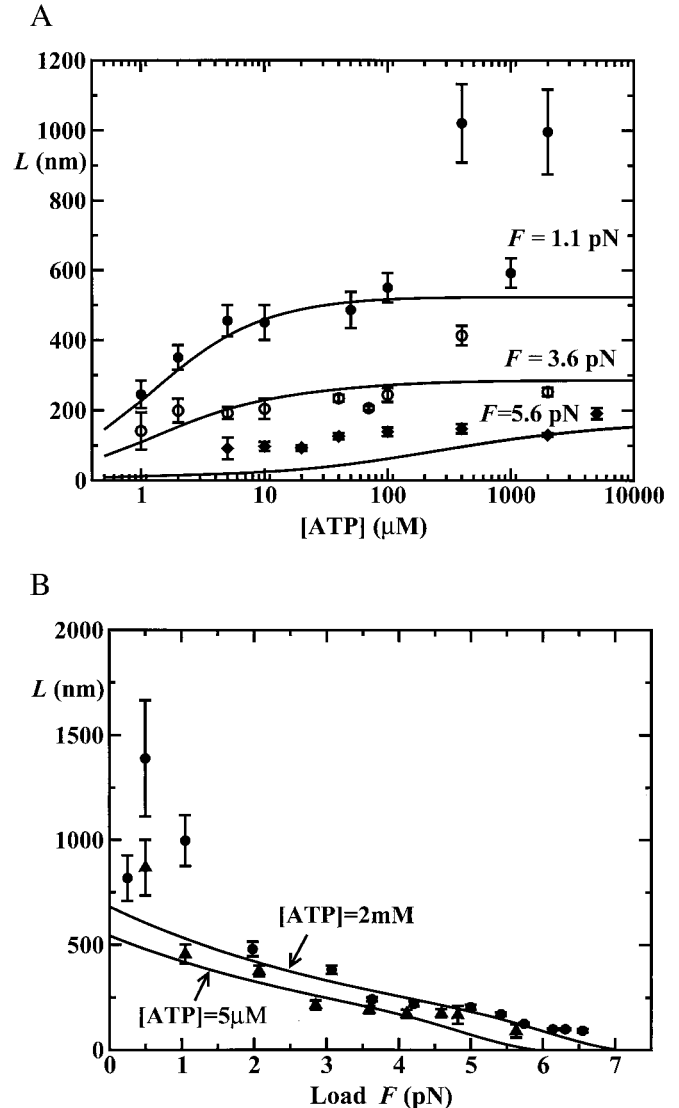 A
1200
1000
L (nm)
800
F = 1.1 pN
600
400
F = 3.6 pN
200
F=5.6 pN
0
1 10 100 1000 10000
[ATP] (μM)
B
2000
L (nm)
1500
1000
[ATP]=2mM
500
[ATP]=5μM
0
0 1 2 3 4 5 6 7
Load F (pN)